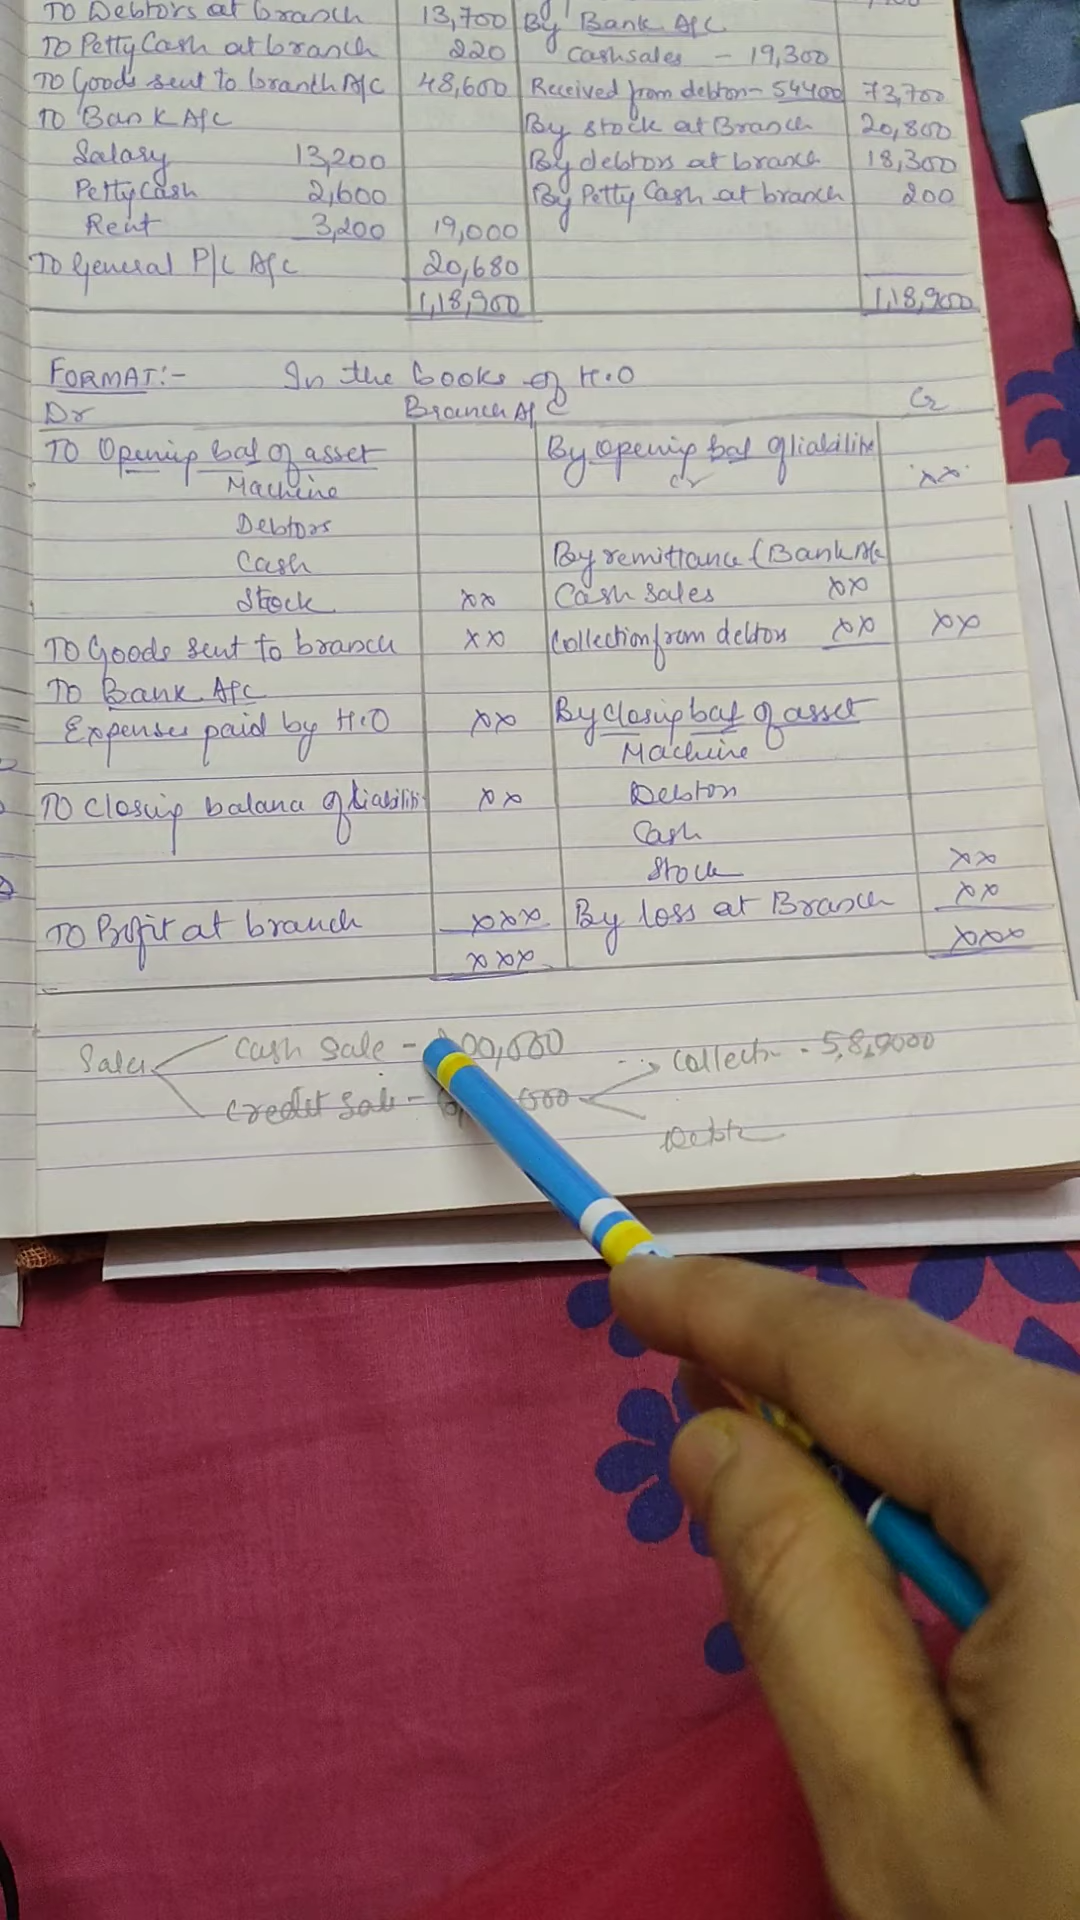 To Debtors at branch 13,700 By Bank A/c
To Petty Cash at branch 220 Cash sales - 19,300
To Goods sent to branch A/c 48,600 Received from debtors - 54400 73,700
To Bank A/c By stock at Branch 20,800
Salary 13,200 By debtors at branch 18,300
Petty Cash 2,600 By Petty Cash at branch 200
Rent 3,200 19,000
To General P/L A/c 20,680
1,18,900 1,18,900
FORMAT:- In the books of H.O
Dr Branch A/c Cr
To Opening bal of asset By opening bal of liabilities
Machine Cr xx
Debtors
Cash By remittance (Bank A/c
Stock xx Cash sales xx
To Goods sent to branch xx Collection from debtors xx xx
To Bank A/c
Expenses paid by H.O xx By closing bal of asset
Machine
To Closing balance of liabilities xx Debtors
Cash
Stock xx
To Profit at branch xxx By loss at Branch xx
xxx xxx
Sales Cash Sale - 00,000 Collectn - 5,8,9000
Credit Sale - 000
Debtr